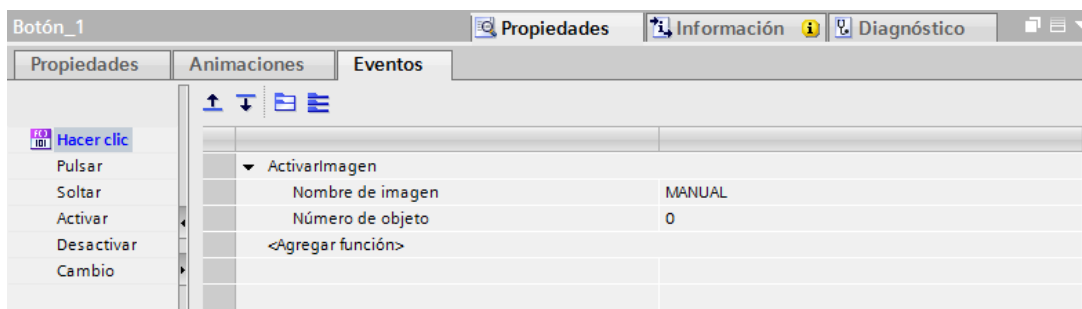 Botón_1 Propiedades Información Diagnóstico
Propiedades Animaciones Eventos
Hacer clic
Pulsar ActivarImagen
Soltar Nombre de imagen MANUAL
Activar Número de objeto 0
Desactivar <Agregar función>
Cambio